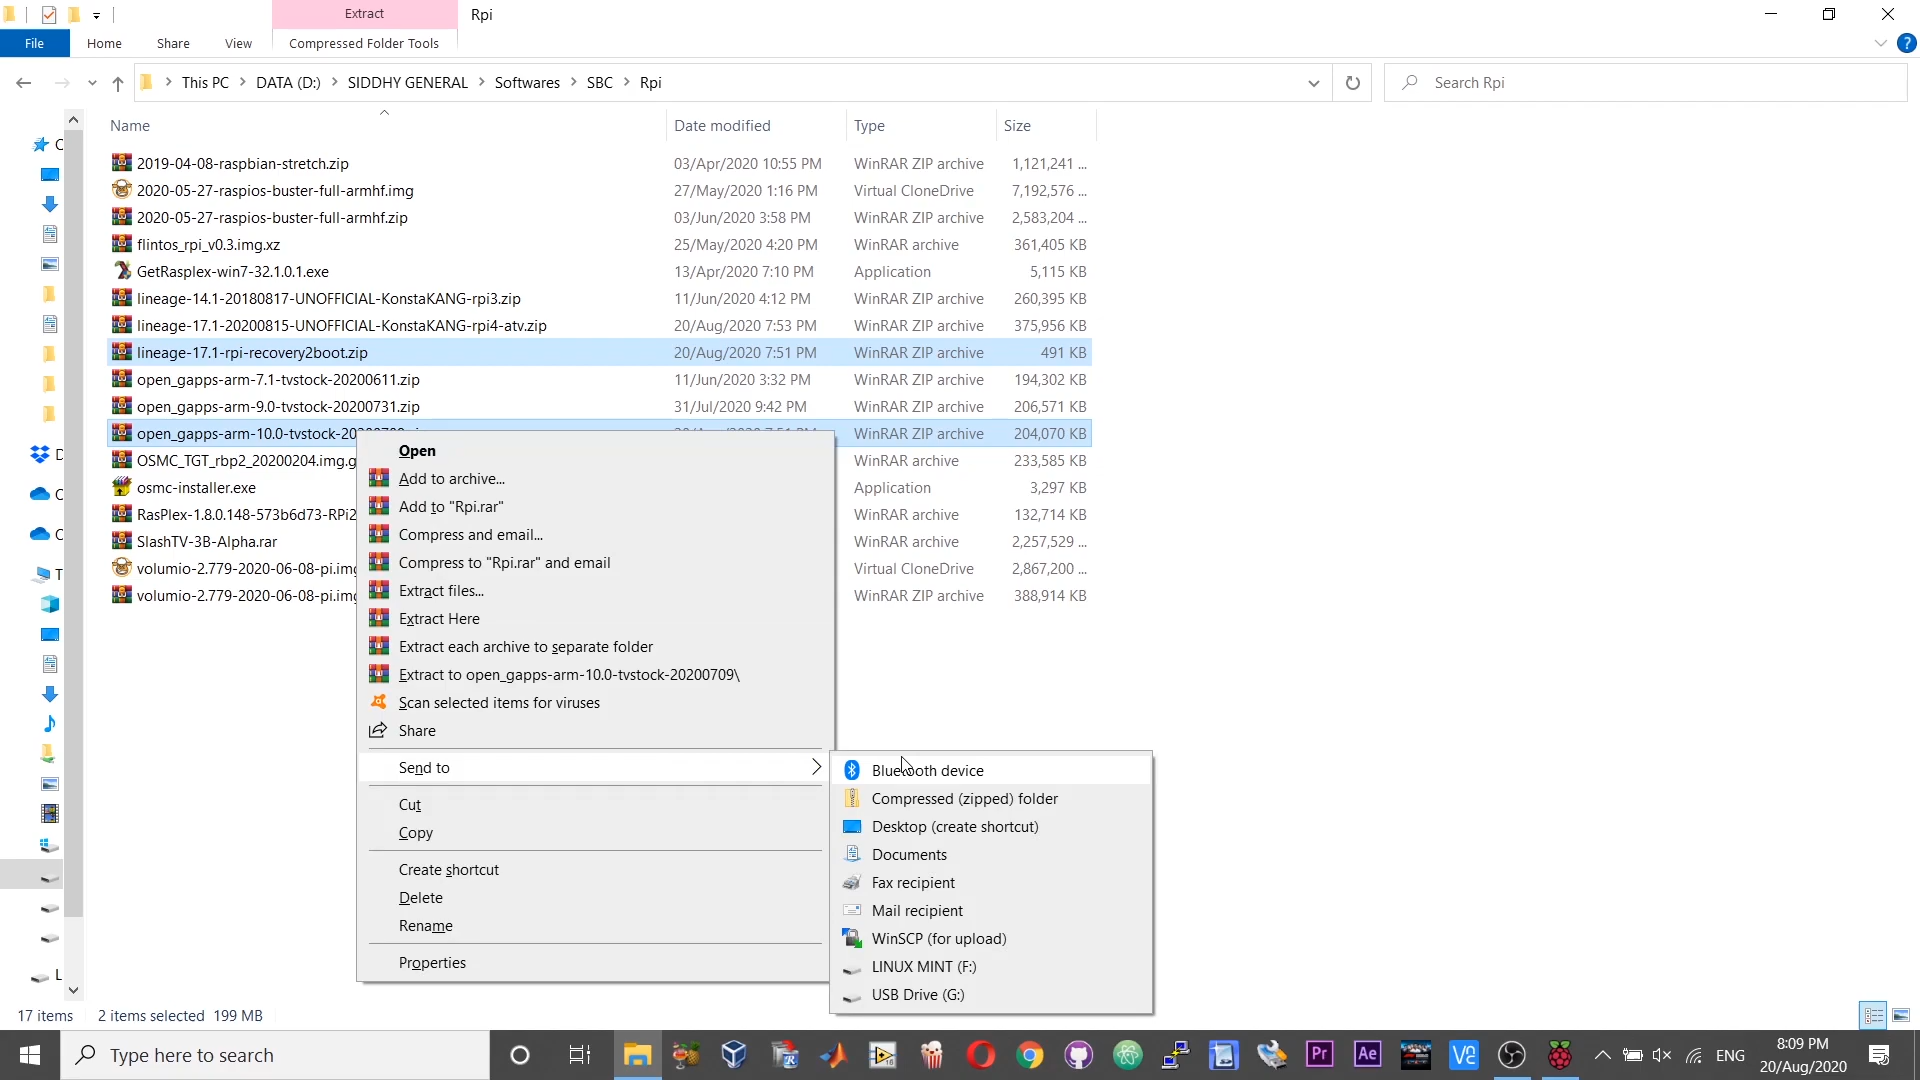 Extract
Rpi
File
Home
Share
View
Compressed Folder Tools
This PC
DATA (D:)
SIDDHY GENERAL
Softwares
SBC
Rpi
Search Rpi
Name
Date modified
Type
Size
2019-04-08-raspbian-stretch.zip 03/Apr/2020 10:55 PM WinRAR ZIP archive 1,121,241 ...
2020-05-27-raspios-buster-full-armhf.img 27/May/2020 1:16 PM Virtual CloneDrive 7,192,576 ...
2020-05-27-raspios-buster-full-armhf.zip 03/Jun/2020 3:58 PM WinRAR ZIP archive 2,583,204 ...
flintos_rpi_v0.3.img.xz 25/May/2020 4:20 PM WinRAR archive 361,405 KB
GetRasplex-win7-32.1.0.1.exe 13/Apr/2020 7:10 PM Application 5,115 KB
lineage-14.1-20180817-UNOFFICIAL-KonstaKANG-rpi3.zip 11/Jun/2020 4:12 PM WinRAR ZIP archive 260,395 KB
lineage-17.1-20200815-UNOFFICIAL-KonstaKANG-rpi4-atv.zip 20/Aug/2020 7:53 PM WinRAR ZIP archive 375,956 KB
lineage-17.1-rpi-recovery2boot.zip 20/Aug/2020 7:51 PM WinRAR ZIP archive 491 KB
open_gapps-arm-7.1-tvstock-20200611.zip 11/Jun/2020 3:32 PM WinRAR ZIP archive 194,302 KB
open_gapps-arm-9.0-tvstock-20200731.zip 31/Jul/2020 9:42 PM WinRAR ZIP archive 206,571 KB
open_gapps-arm-10.0-tvstock-20 WinRAR ZIP archive 204,070 KB
OSMC_TGT_rbp2_20200204.img.g WinRAR archive 233,585 KB
osmc-installer.exe Application 3,297 KB
RasPlex-1.8.0.148-573b6d73-RPi2 WinRAR archive 132,714 KB
SlashTV-3B-Alpha.rar WinRAR archive 2,257,529 ...
volumio-2.779-2020-06-08-pi.img Virtual CloneDrive 2,867,200 ...
volumio-2.779-2020-06-08-pi.img WinRAR ZIP archive 388,914 KB
Open
Add to archive...
Add to "Rpi.rar"
Compress and email...
Compress to "Rpi.rar" and email
Extract files...
Extract Here
Extract each archive to separate folder
Extract to open_gapps-arm-10.0-tvstock-20200709\
Scan selected items for viruses
Share
Send to
Cut
Copy
Create shortcut
Delete
Rename
Properties
Bluetooth device
Compressed (zipped) folder
Desktop (create shortcut)
Documents
Fax recipient
Mail recipient
WinSCP (for upload)
LINUX MINT (F:)
USB Drive (G:)
17 items 2 items selected 199 MB
Type here to search
Pr
Ae
ENG
8:09 PM
20/Aug/2020